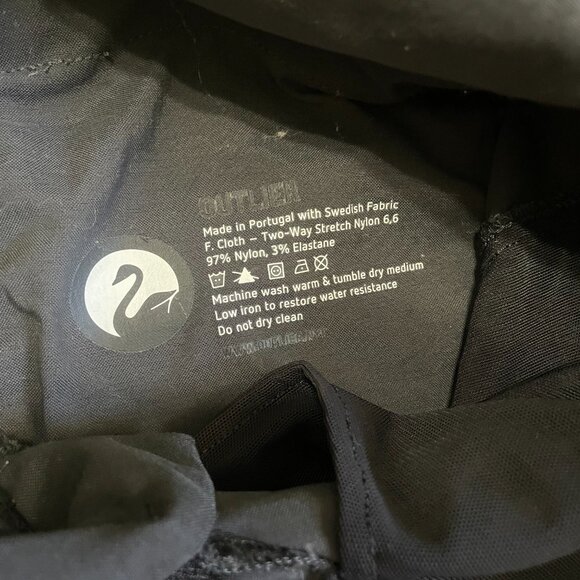 OUTLIER
Made in Portugal with Swedish Fabric
F. Cloth – Two-Way Stretch Nylon 6,6
97% Nylon, 3% Elastane
Machine wash warm & tumble dry medium
Low iron to restore water resistance
Do not dry clean